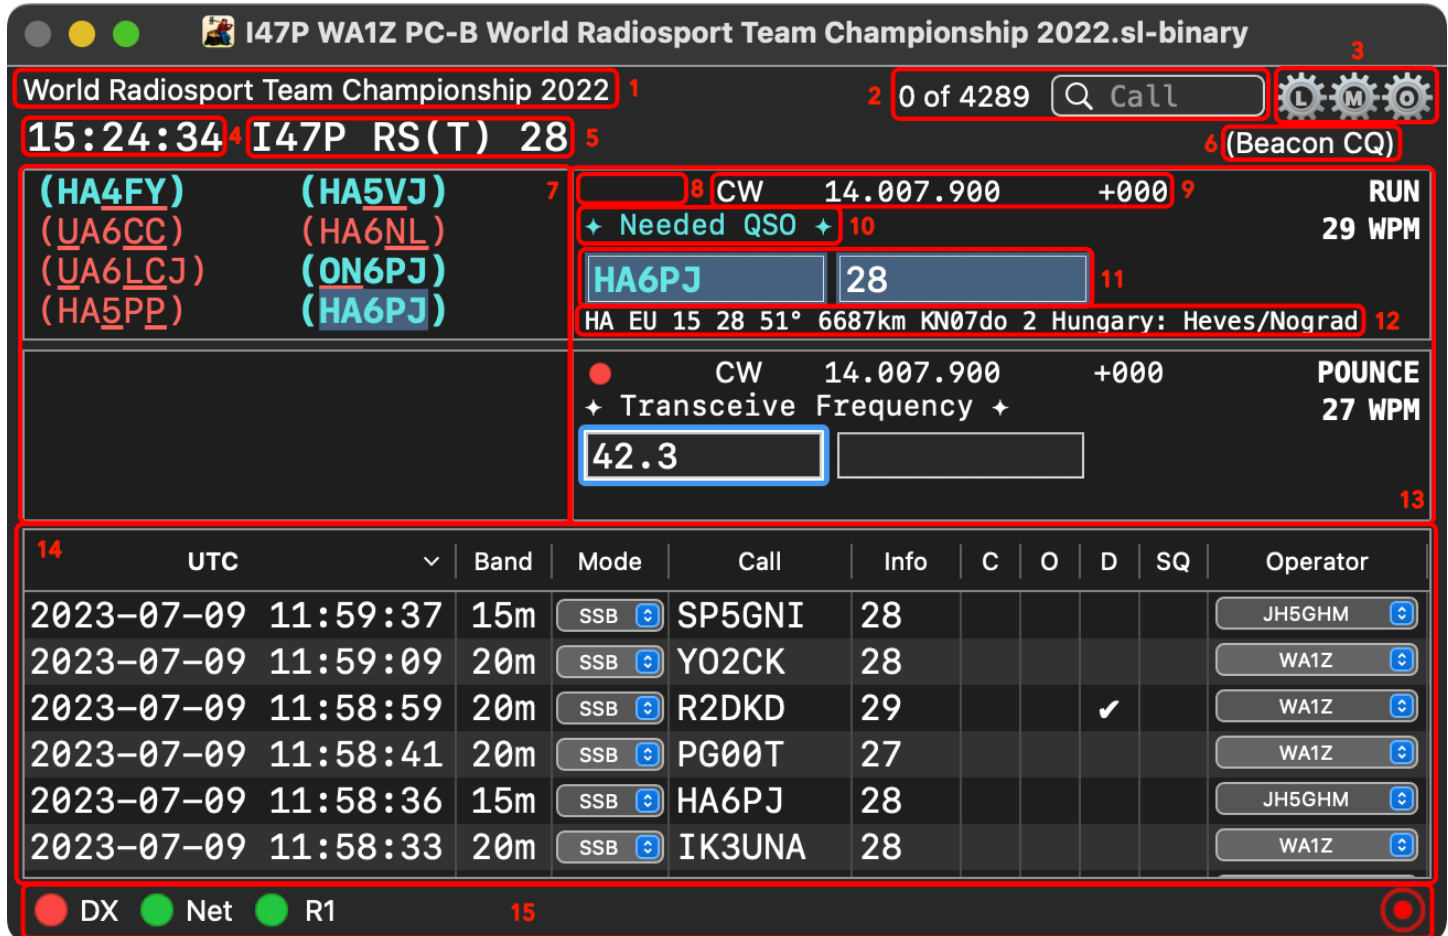 I47P WA1Z PC-B World Radiosport Team Championship 2022.sl-binary
World Radiosport Team Championship 2022 1 2 0 of 4289 Call 3 L M O
15:24:34 4 I47P RS(T) 28 5 6 (Beacon CQ)
(HA4FY) (HA5VJ) 7
(UA6CC) (HA6NL)
(UA6LCJ) (ON6PJ)
(HA5PP) (HA6PJ)
8 CW 14.007.900 +000 9 RUN
✦ Needed QSO ✦ 10 29 WPM
HA6PJ 28 11
HA EU 15 28 51° 6687km KN07do 2 Hungary: Heves/Nograd 12
CW 14.007.900 +000 POUNCE
✦ Transceive Frequency ✦ 27 WPM
42.3
13
14 UTC Band Mode Call Info C O D SQ Operator
2023-07-09 11:59:37 15m SSB SP5GNI 28 JH5GHM
2023-07-09 11:59:09 20m SSB YO2CK 28 WA1Z
2023-07-09 11:58:59 20m SSB R2DKD 29 ✔ WA1Z
2023-07-09 11:58:41 20m SSB PG00T 27 WA1Z
2023-07-09 11:58:36 15m SSB HA6PJ 28 JH5GHM
2023-07-09 11:58:33 20m SSB IK3UNA 28 WA1Z
DX Net R1 15